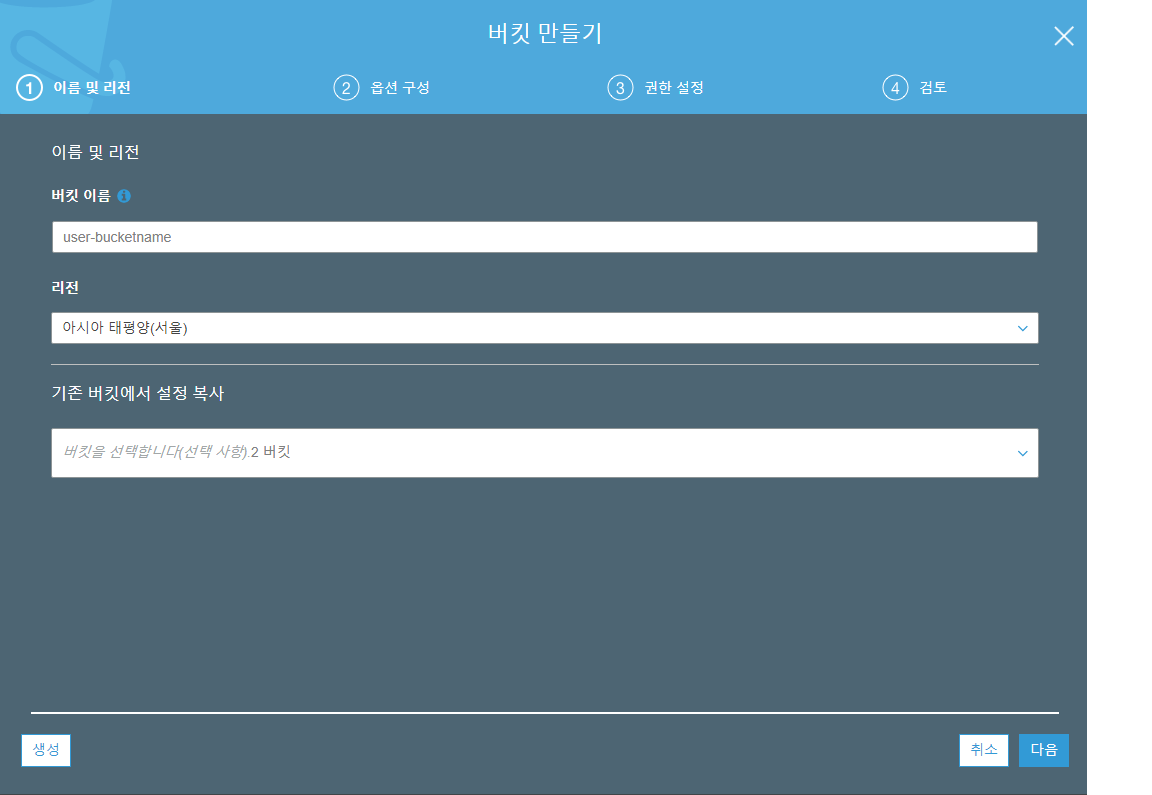 버킷 만들기
1 이름 및 리전 2 옵션 구성 3 권한 설정 4 검토
이름 및 리전
버킷 이름
user-bucketname
리전
아시아 태평양(서울)
기존 버킷에서 설정 복사
버킷을 선택합니다(선택 사항).2 버킷
생성 취소 다음